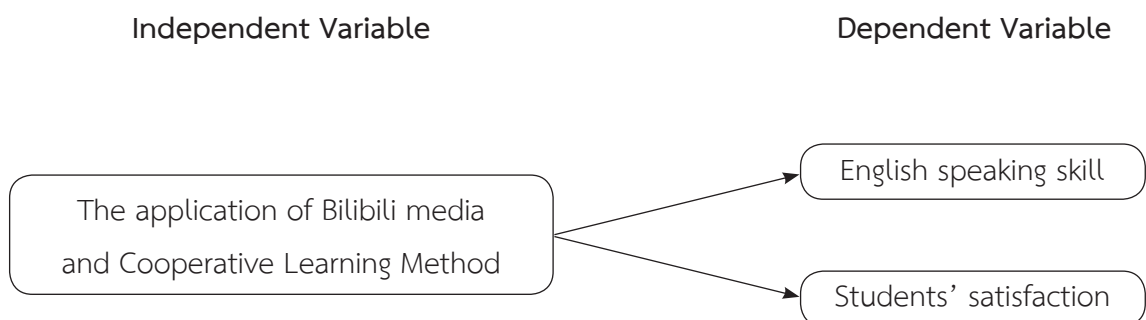 Independent Variable
Dependent Variable
The application of Bilibili media
and Cooperative Learning Method
English speaking skill
Students’ satisfaction